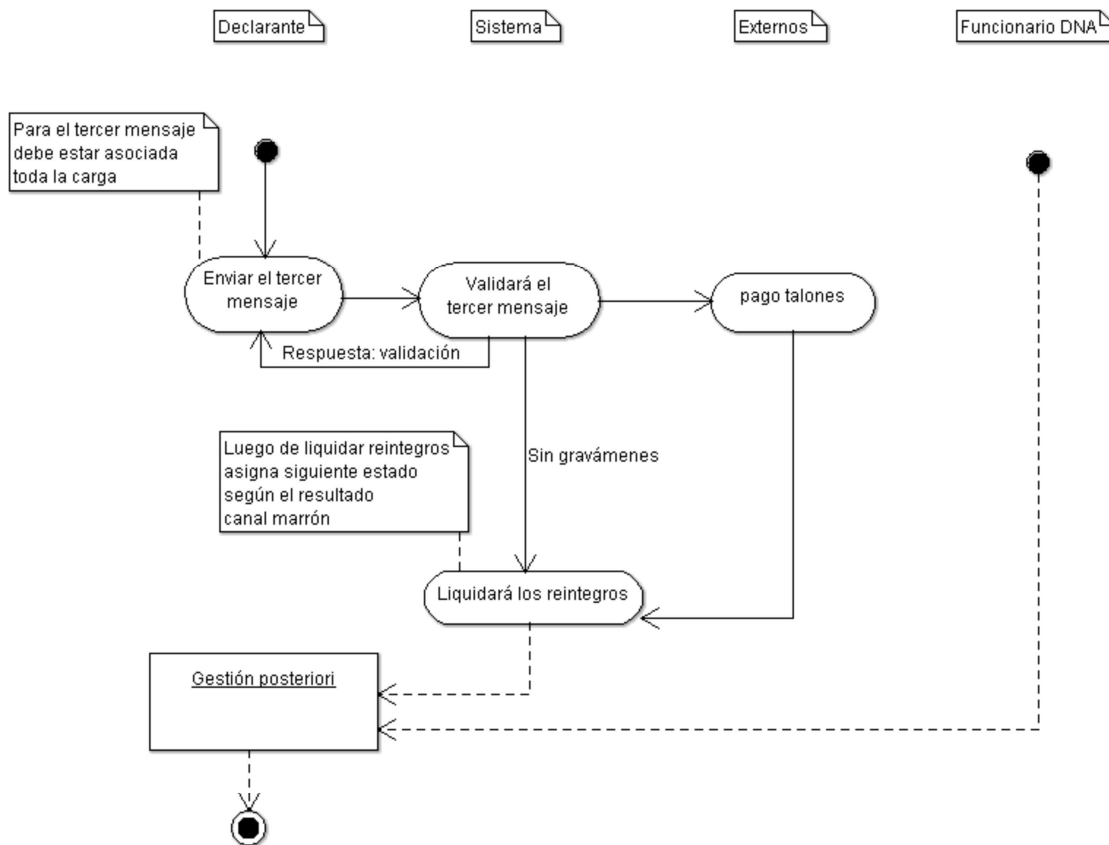 Declarante
Sistema
Externos
Funcionario DNA
Para el tercer mensaje
debe estar asociada
toda la carga
Enviar el tercer
mensaje
Validará el
tercer mensaje
pago talones
Respuesta: validación
Luego de liquidar reintegros
asigna siguiente estado
según el resultado
canal marrón
Sin gravámenes
Liquidará los reintegros
Gestión posteriori